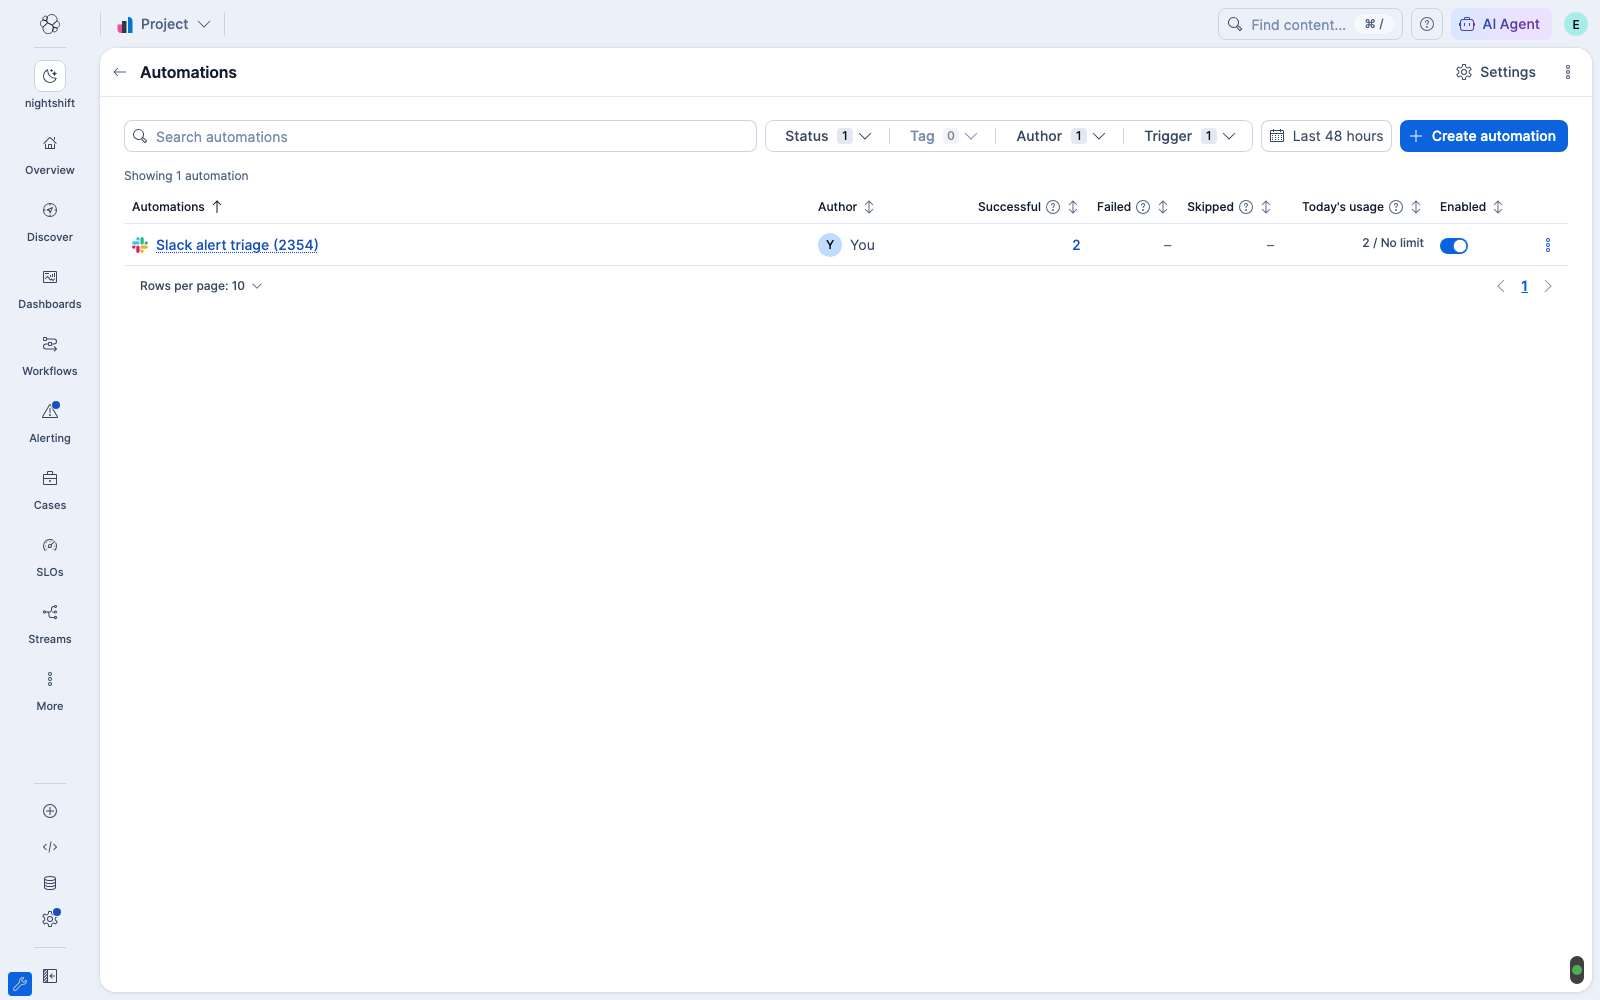 Project
Find content... ⌘ /
AI Agent
E
nightshift
Overview
Discover
Dashboards
Workflows
Alerting
Cases
SLOs
Streams
More
Automations
Settings
Search automations
Status 1
Tag 0
Author 1
Trigger 1
Last 48 hours
Create automation
Showing 1 automation
Automations Author Successful Failed Skipped Today's usage Enabled
Slack alert triage (2354) Y You 2 – – 2 / No limit
Rows per page: 10
1